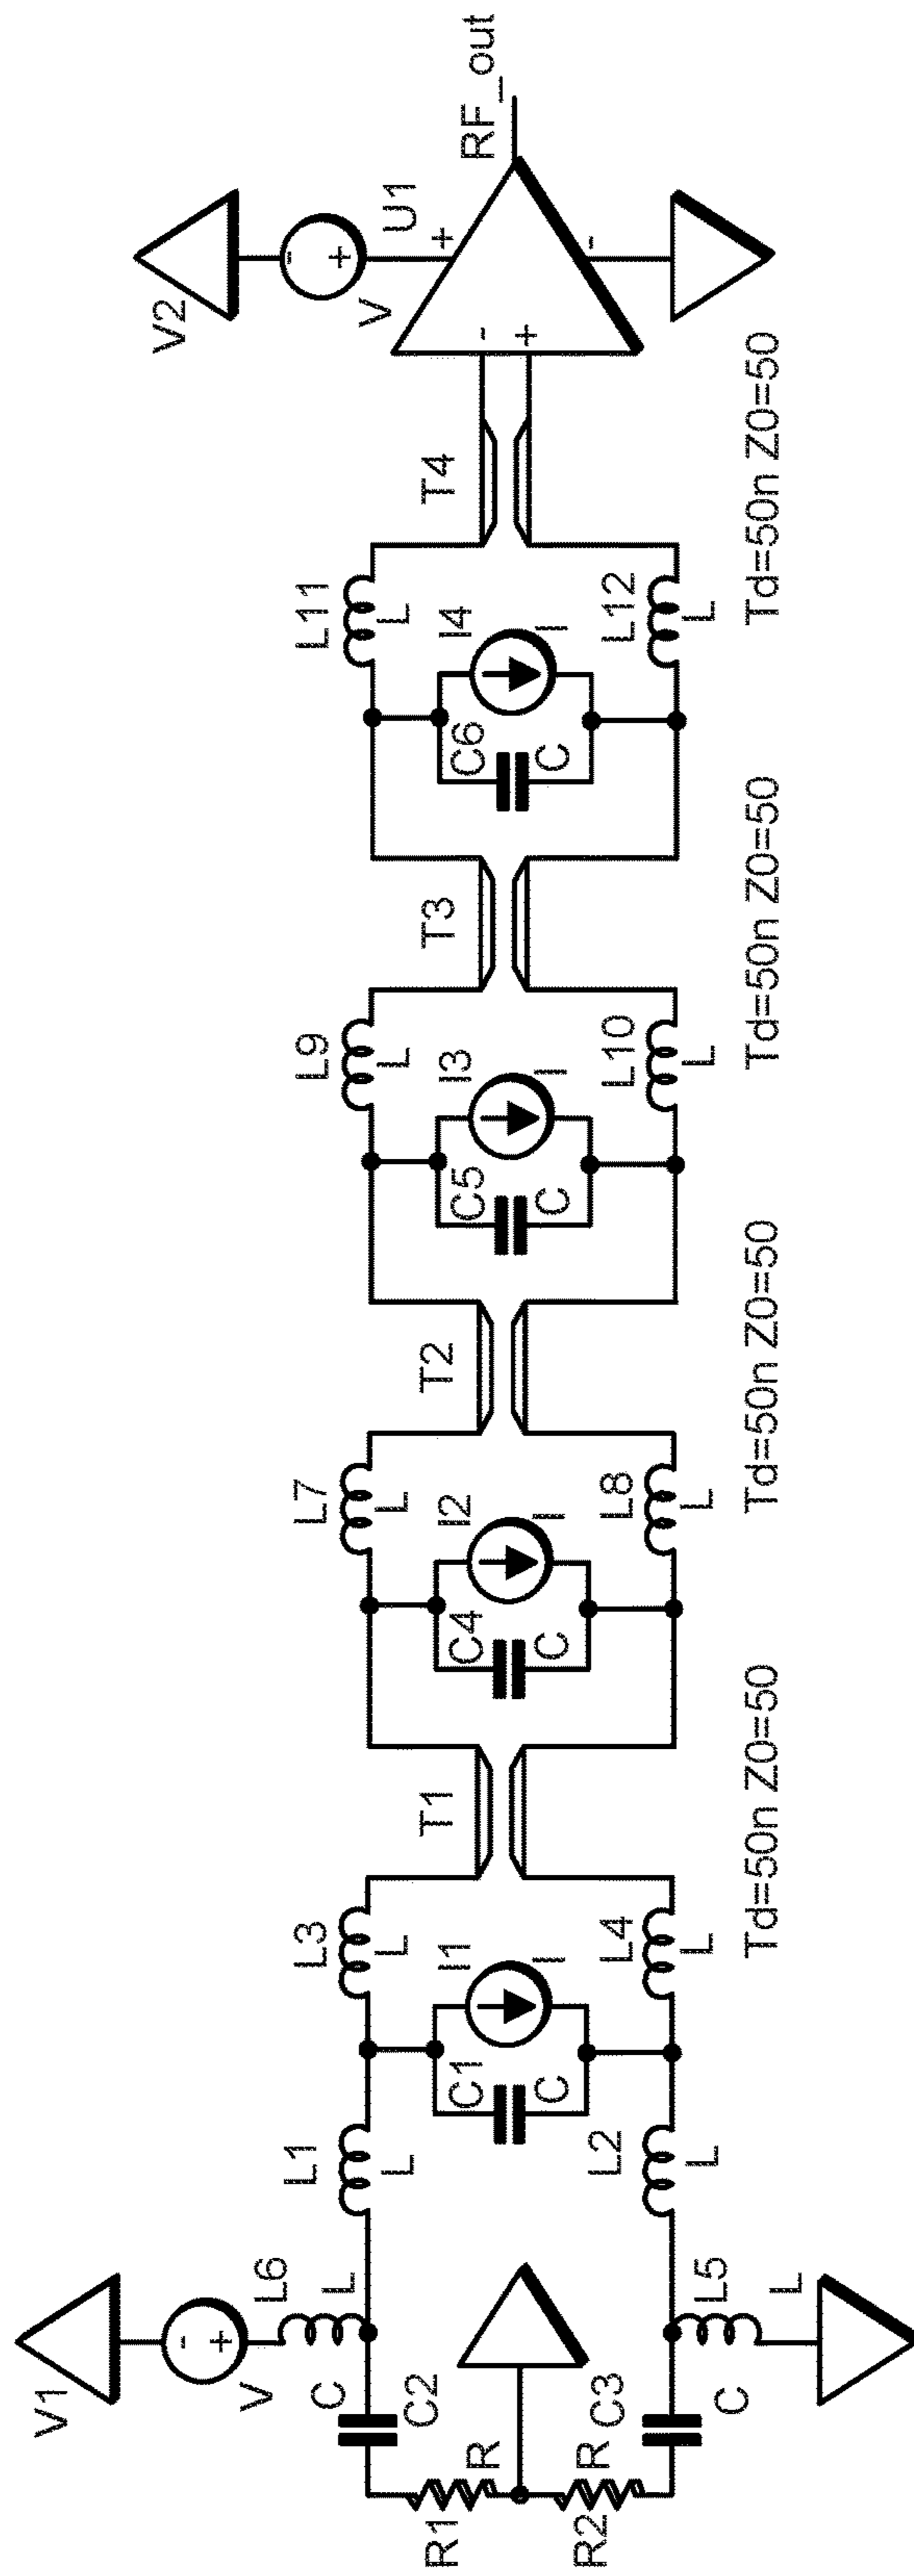 V1
V
L6
L
C
C2
R1
R
R2
R
C3
C
L5
L
L1
L
L2
L
C1
C
I1
I
L3
L
L4
L
T1
Td=50n Z0=50
C4
C
I2
I
L7
L
L8
L
T2
Td=50n Z0=50
C5
C
I3
I
L9
L
L10
L
T3
Td=50n Z0=50
C6
C
I4
I
L11
L
L12
L
T4
Td=50n Z0=50
V2
V
U1
RF_out
- +
- +
- +
+ -